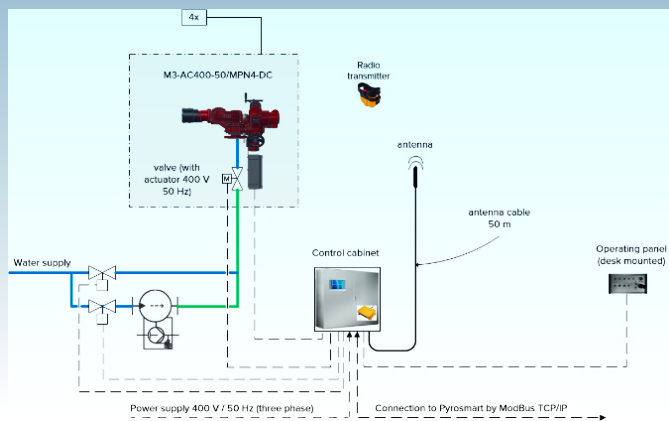 4x
M3-AC400-50/MPN4-DC
Radio
transmitter
antenna
valve (with
actuator 400 V
50 Hz)
M
antenna cable
50 m
Water supply
Control cabinet
Operating panel
(desk mounted)
Power supply 400 V / 50 Hz (three phase)
Connection to Pyrosmart by ModBus TCP/IP